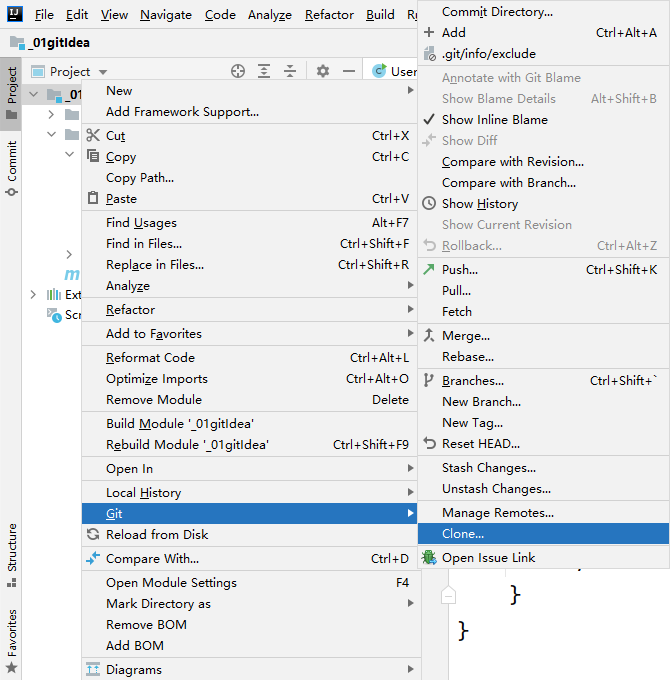 File Edit View Navigate Code Analyze Refactor Build
_01gitIdea
Project
User
Project
Commit
Structure
Favorites
New
Add Framework Support...
Cut Ctrl+X
Copy Ctrl+C
Copy Path...
Paste Ctrl+V
Find Usages Alt+F7
Find in Files... Ctrl+Shift+F
Replace in Files... Ctrl+Shift+R
Analyze
Refactor
Add to Favorites
Reformat Code Ctrl+Alt+L
Optimize Imports Ctrl+Alt+O
Remove Module Delete
Build Module '_01gitIdea'
Rebuild Module '_01gitIdea' Ctrl+Shift+F9
Open In
Local History
Git
Reload from Disk
Compare With... Ctrl+D
Open Module Settings F4
Mark Directory as
Remove BOM
Add BOM
Diagrams
Commit Directory...
Add Ctrl+Alt+A
.git/info/exclude
Annotate with Git Blame
Show Blame Details Alt+Shift+B
Show Inline Blame
Show Diff
Compare with Revision...
Compare with Branch...
Show History
Show Current Revision
Rollback... Ctrl+Alt+Z
Push... Ctrl+Shift+K
Pull...
Fetch
Merge...
Rebase...
Branches... Ctrl+Shift+`
New Branch...
New Tag...
Reset HEAD...
Stash Changes...
Unstash Changes...
Manage Remotes...
Clone...
Open Issue Link
}
}